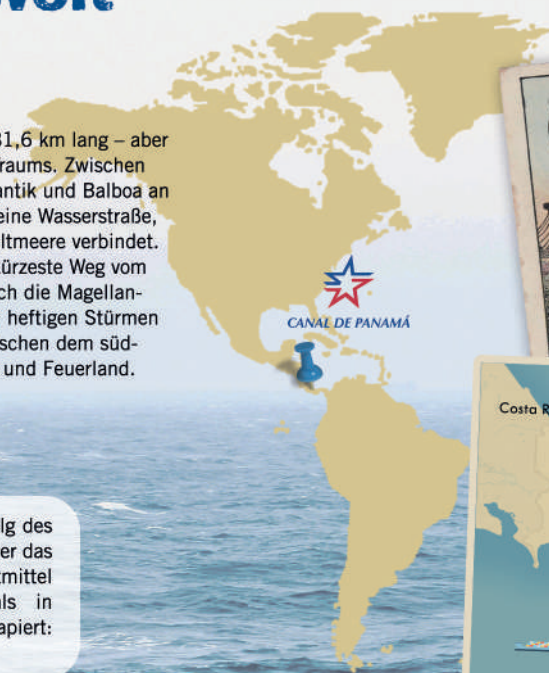 81,6 km lang – aber
raums. Zwischen
antik und Balboa an
eine Wasserstraße,
ltmeere verbindet.
ürzeste Weg vom
ch die Magellan-
heftigen Stürmen
schen dem süd-
und Feuerland.
CANAL DE PANAMÁ
Costa R
lg des
er das
tmittel
als in
apiert: